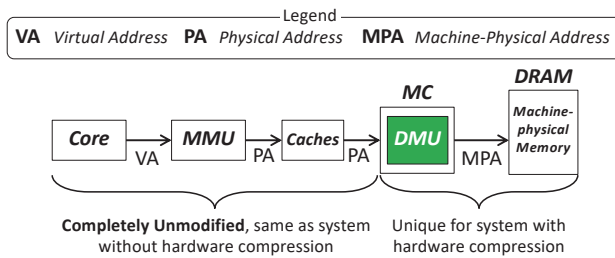 Legend
VA Virtual Address PA Physical Address MPA Machine-Physical Address
DRAM
MC
Core
MMU
Caches
DMU
Machine-
physical
Memory
VA
PA
PA
MPA
Completely Unmodified, same as system
without hardware compression
Unique for system with
hardware compression